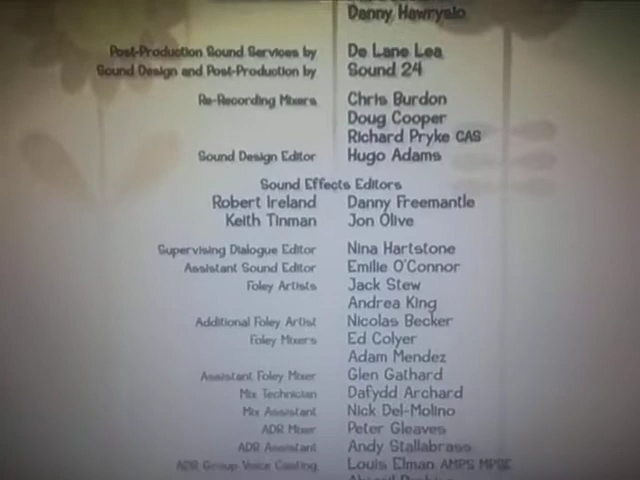 Danny Hawrysio
Post-Production Sound Services by De Lane Lea
Sound Design and Post-Production by Sound 24
Re-Recording Mixers Chris Burdon
Doug Cooper
Richard Pryke CAS
Sound Design Editor Hugo Adams
Sound Effects Editors
Robert Ireland Danny Freemantle
Keith Tinman Jon Olive
Supervising Dialogue Editor Nina Hartstone
Assistant Sound Editor Emilie O'Connor
Foley Artists Jack Stew
Andrea King
Additional Foley Artist Nicolas Becker
Foley Mixers Ed Colyer
Adam Mendez
Assistant Foley Mixer Glen Gathard
Mix Technician Dafydd Archard
Mix Assistant Nick Del-Molino
ADR Mixer Peter Gleaves
ADR Assistant Andy Stallabrass
ADR Group Voice Casting Louis Elman AMPS MPSE